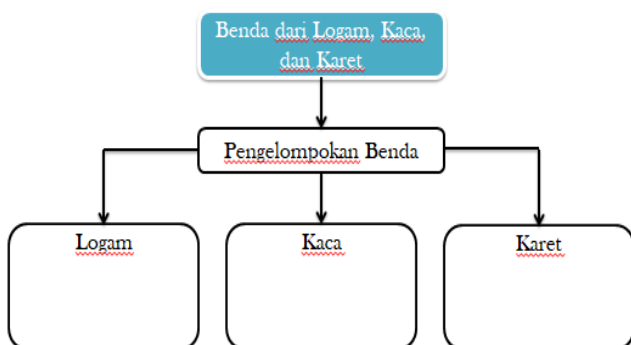 Benda dari Logam, Kaca,
dan Karet
Pengelompokan Benda
Logam
Kaca
Karet